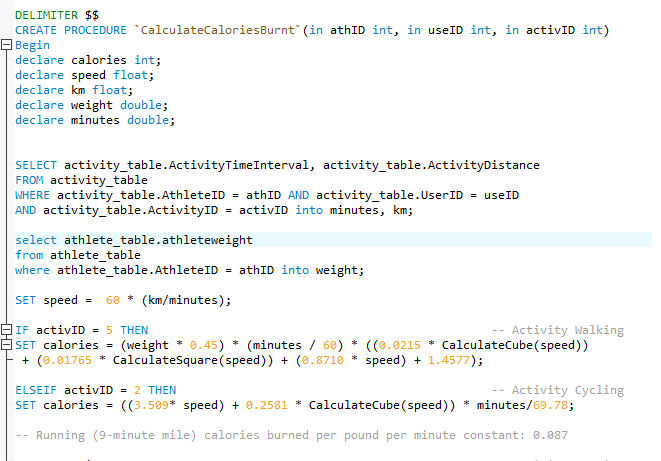 DELIMITER $$
CREATE PROCEDURE `CalculateCaloriesBurnt`(in athID int, in useID int, in activID int)
Begin
declare calories int;
declare speed float;
declare km float;
declare weight double;
declare minutes double;
SELECT activity_table.ActivityTimeInterval, activity_table.ActivityDistance
FROM activity_table
WHERE activity_table.AthleteID = athID AND activity_table.UserID = useID
AND activity_table.ActivityID = activID into minutes, km;
select athlete_table.athleteweight
from athlete_table
where athlete_table.AthleteID = athID into weight;
SET speed =  60 * (km/minutes);
IF activID = 5 THEN -- Activity Walking
SET calories = (weight * 0.45) * (minutes / 60) * ((0.0215 * CalculateCube(speed))
+ (0.01765 * CalculateSquare(speed)) + (0.8710 * speed) + 1.4577);
ELSEIF activID = 2 THEN -- Activity Cycling
SET calories = ((3.509* speed) + 0.2581 * CalculateCube(speed)) * minutes/69.78;
-- Running (9-minute mile) calories burned per pound per minute constant: 0.087